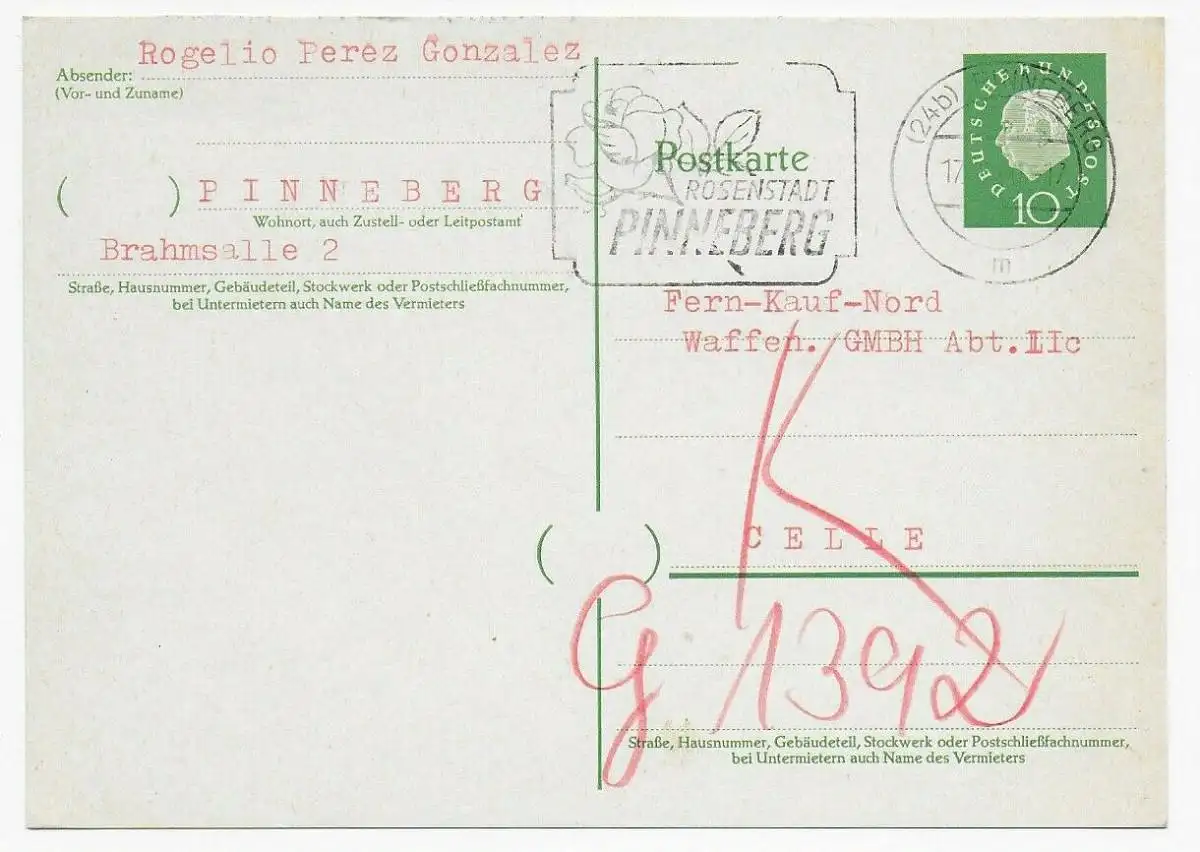 Rogelio Perez Gonzalez
Absender:
(Vor- und Zuname)
( ) PINNEBERG
Wohnort, auch Zustell- oder Leitpostamt
Brahmsalle 2
Straße, Hausnummer, Gebäudeteil, Stockwerk oder Postschließfachnummer,
bei Untermietern auch Name des Vermieters
Postkarte
ROSENSTADT
PINNEBERG
DEUTSCHE BUNDESPOST
10
(24b) PINNEBERG
17
m
Fern-Kauf-Nord
Waffen. GMBH Abt.IIc
K
( ) CELLE
G 1392
Straße, Hausnummer, Gebäudeteil, Stockwerk oder Postschließfachnummer,
bei Untermietern auch Name des Vermieters